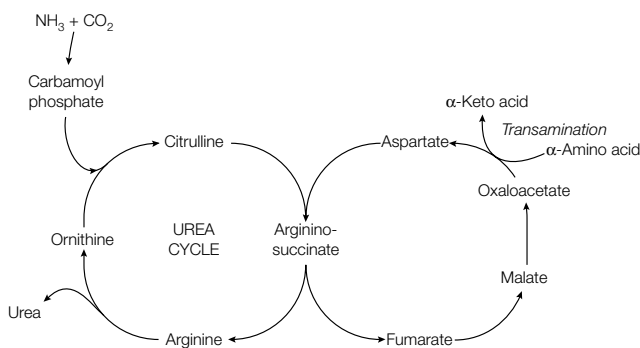 NH3 + CO2
Carbamoyl
phosphate
α-Keto acid
Transamination
α-Amino acid
Citrulline
Aspartate
Oxaloacetate
Ornithine
UREA
CYCLE
Arginino-
succinate
Malate
Urea
Arginine
Fumarate